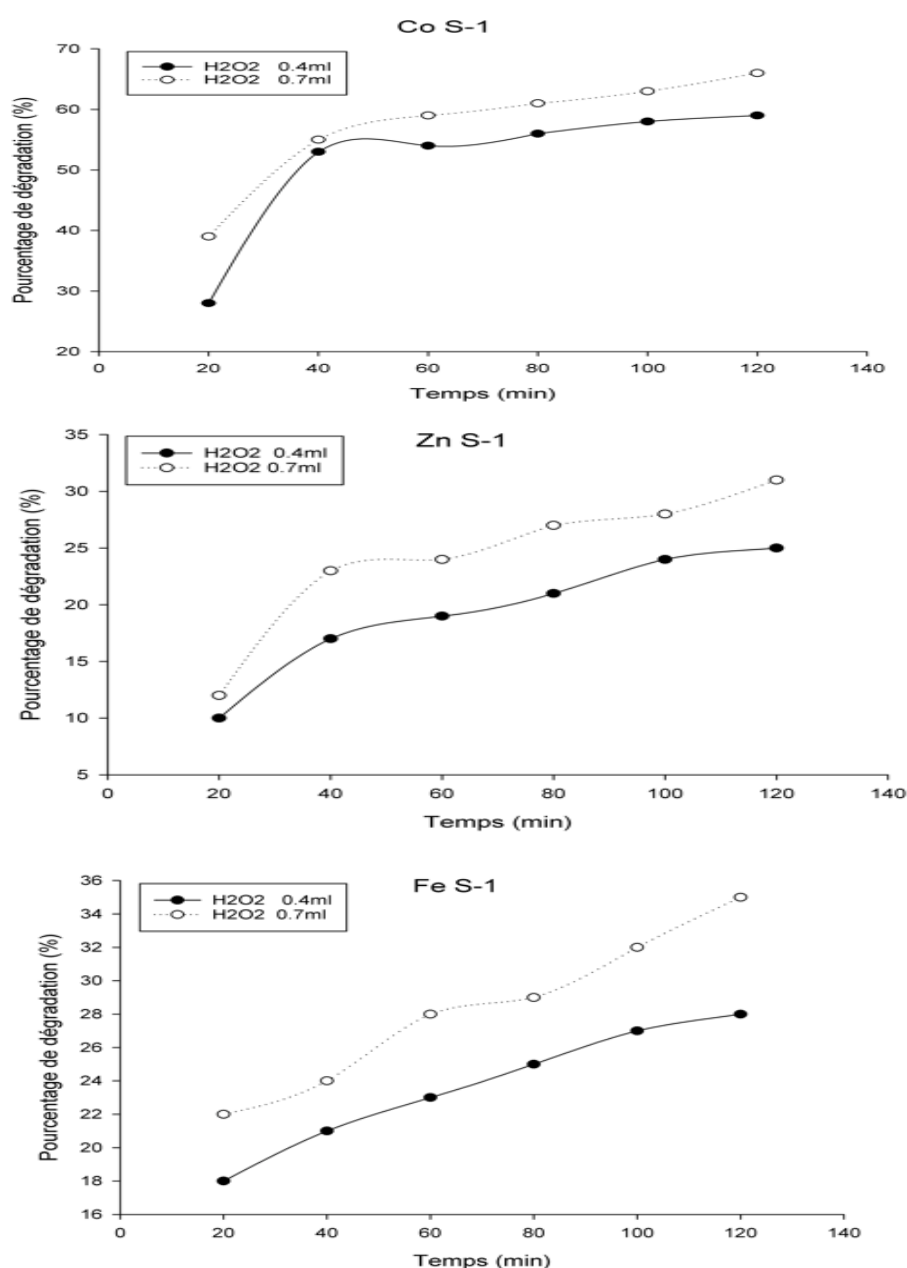 Co S-1
H2O2 0.4ml
H2O2 0.7ml
Pourcentage de dégradation (%)
70
60
50
40
30
20
0 20 40 60 80 100 120 140
Temps (min)
Zn S-1
H2O2 0.4ml
H2O2 0.7ml
Pourcentage de dégradation (%)
35
30
25
20
15
10
5
0 20 40 60 80 100 120 140
Temps (min)
Fe S-1
H2O2 0.4ml
H2O2 0.7ml
Pourcentage de dégradation (%)
36
34
32
30
28
26
24
22
20
18
16
0 20 40 60 80 100 120 140
Temps (min)